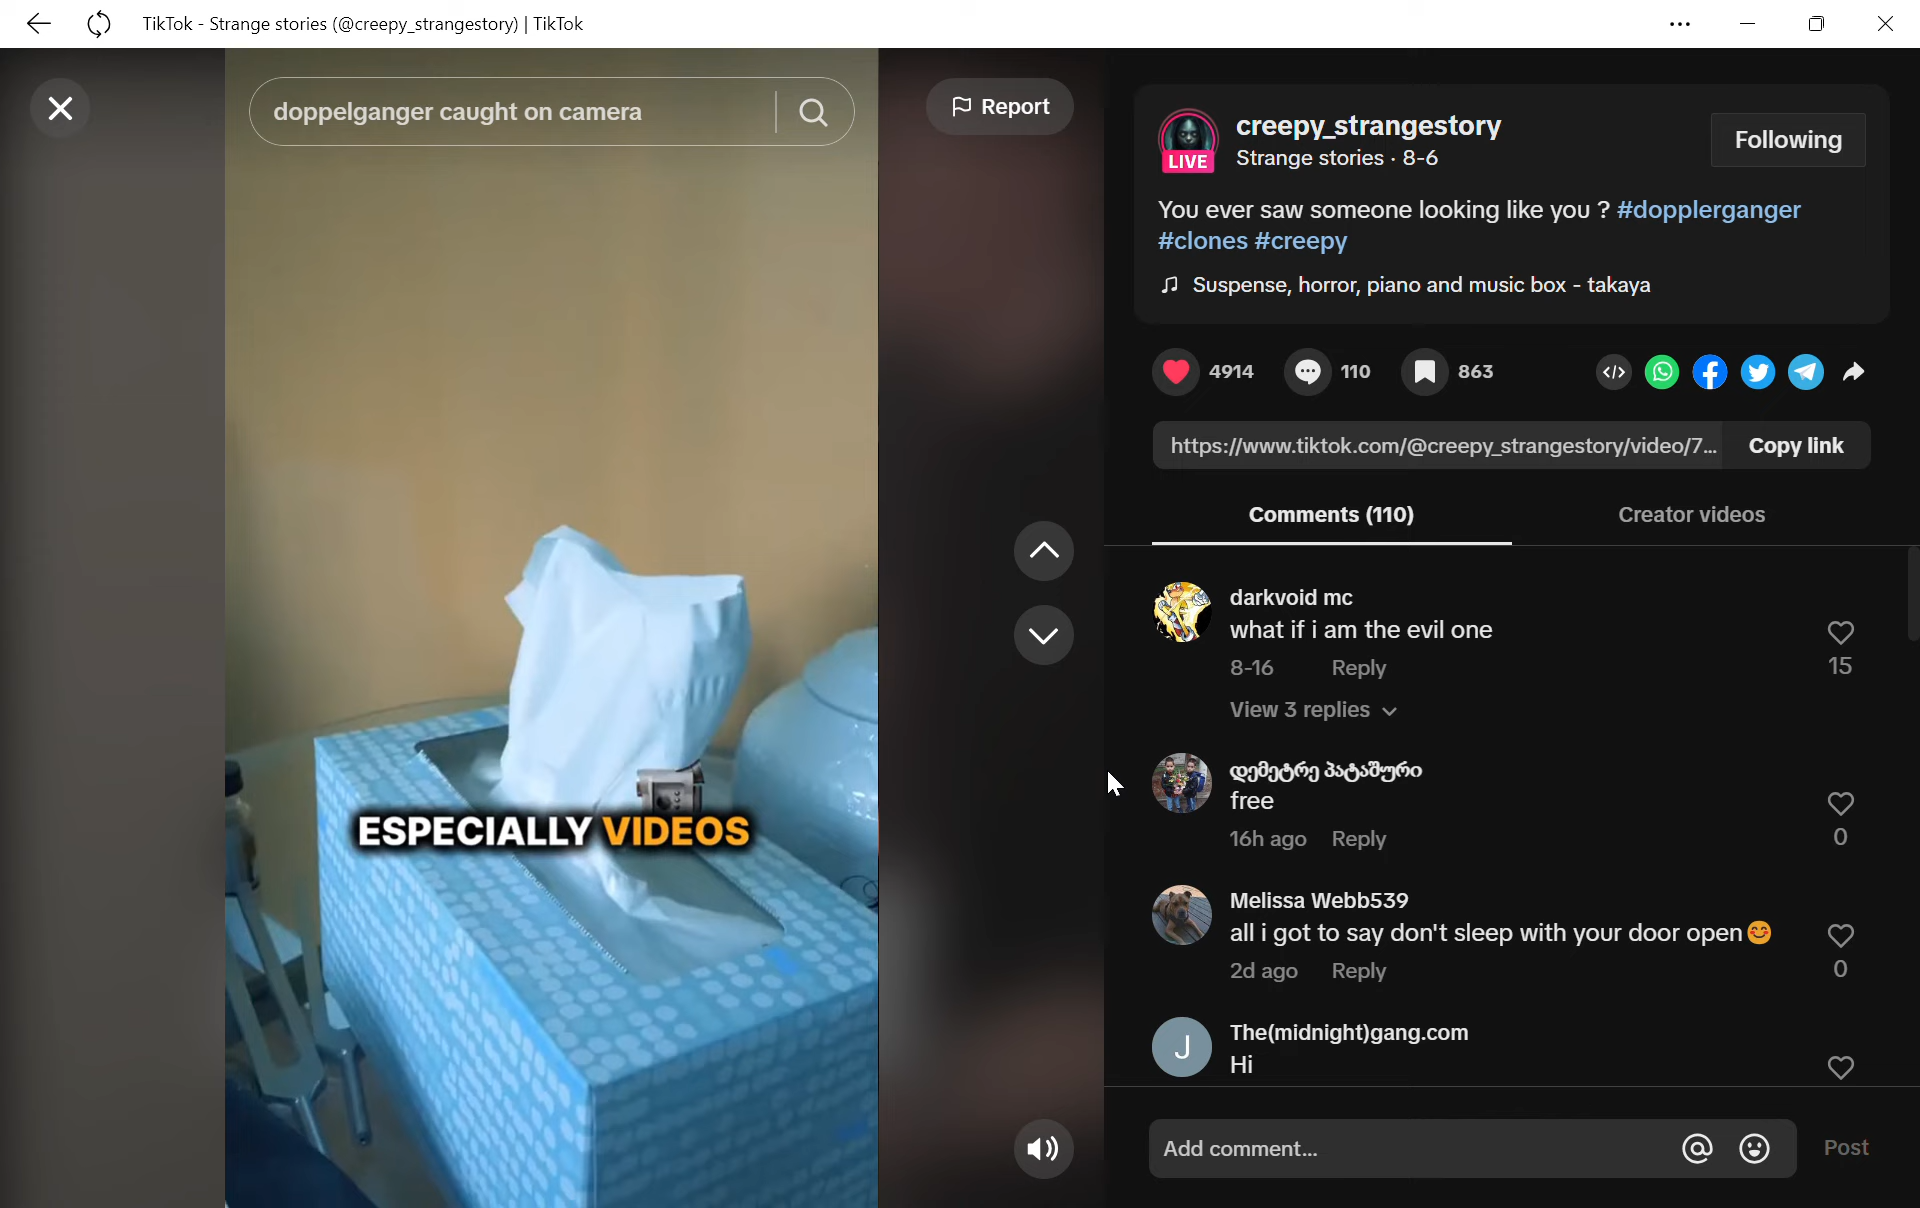 TikTok - Strange stories (@creepy_strangestory) | TikTok
doppelganger caught on camera
Report
ESPECIALLY VIDEOS
LIVE
creepy_strangestory
Strange stories · 8-6
Following
You ever saw someone looking like you ? #dopplerganger
#clones #creepy
Suspense, horror, piano and music box - takaya
4914
110
863
https://www.tiktok.com/@creepy_strangestory/video/7...
Copy link
Comments (110)
Creator videos
darkvoid mc
what if i am the evil one
8-16 Reply
15
View 3 replies
დემეტრე პატაშური
free
16h ago Reply
0
Melissa Webb539
all i got to say don't sleep with your door open😊
2d ago Reply
0
J
The(midnight)gang.com
Hi
Add comment...
Post